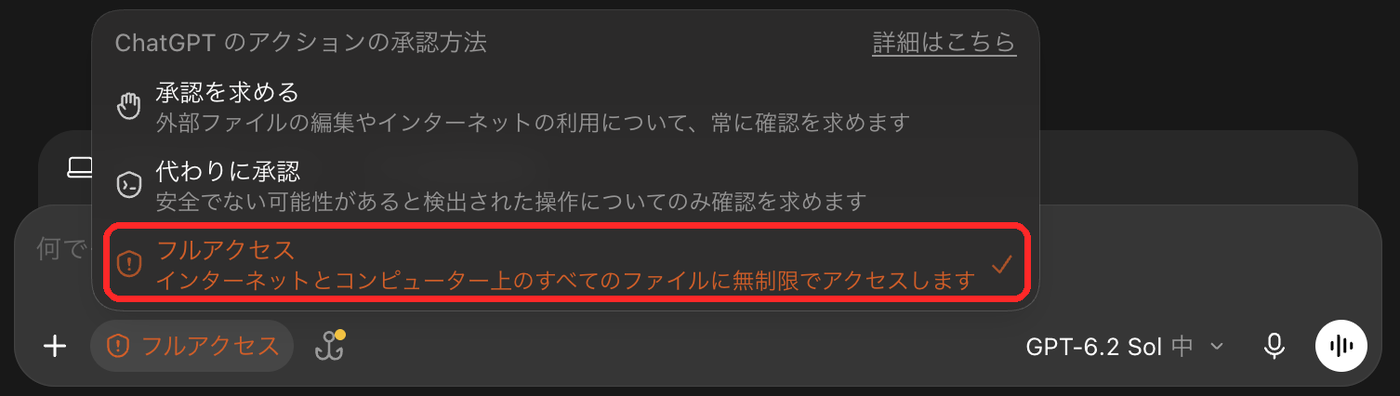 ChatGPT のアクションの承認方法 詳細はこちら
承認を求める
外部ファイルの編集やインターネットの利用について、常に確認を求めます
代わりに承認
安全でない可能性があると検出された操作についてのみ確認を求めます
フルアクセス
インターネットとコンピューター上のすべてのファイルに無制限でアクセスします
何で
フルアクセス GPT-6.2 Sol 中